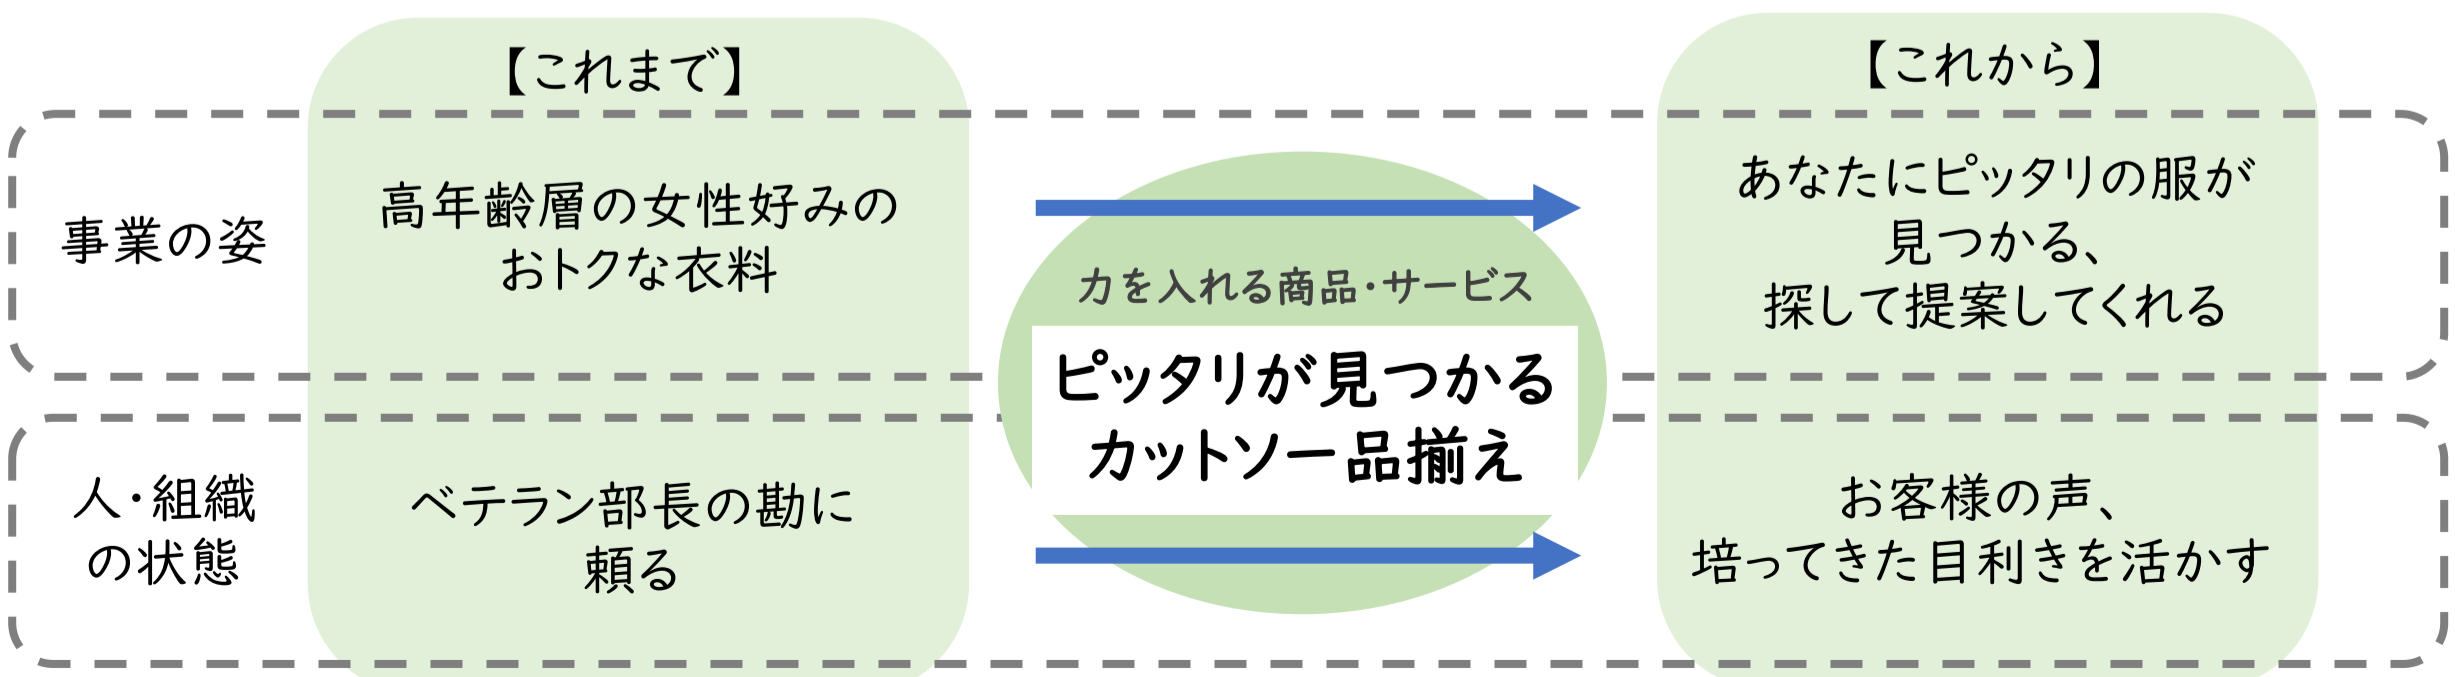 【これまで】
【これから】
事業の姿
高年齢層の女性好みの
おトクな衣料
力を入れる商品・サービス
ピッタリが見つかる
カットソー品揃え
あなたにピッタリの服が
見つかる、
探して提案してくれる
人・組織
の状態
ベテラン部長の勘に
頼る
お客様の声、
培ってきた目利きを活かす